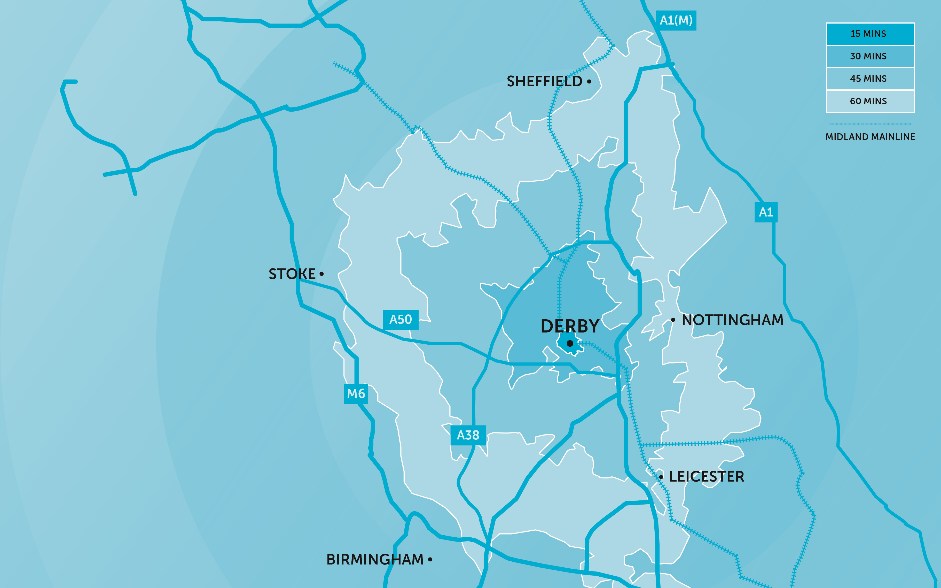 A1(M)
15 MINS
30 MINS
45 MINS
60 MINS
MIDLAND MAINLINE
SHEFFIELD
A1
STOKE
A50
DERBY
NOTTINGHAM
M6
A38
LEICESTER
BIRMINGHAM